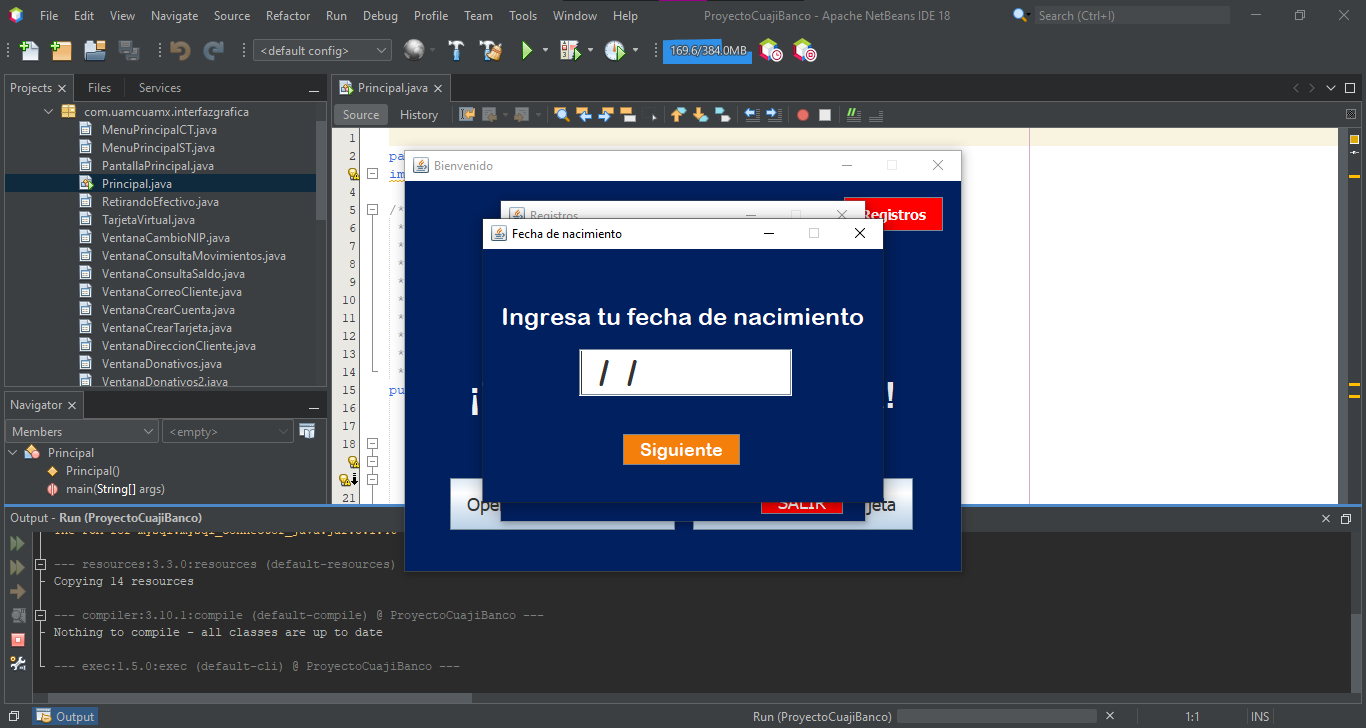 File Edit View Navigate Source Refactor Run Debug Profile Team Tools Window Help ProyectoCuajiBanco - Apache NetBeans IDE 18 Search (Ctrl+I)
<default config> 169.6/384.0MB
Projects Files Services
com.uamcuamx.interfazgrafica
MenuPrincipalCT.java
MenuPrincipalST.java
PantallaPrincipal.java
Principal.java
RetirandoEfectivo.java
TarjetaVirtual.java
VentanaCambioNIP.java
VentanaConsultaMovimientos.java
VentanaConsultaSaldo.java
VentanaCorreoCliente.java
VentanaCrearCuenta.java
VentanaCrearTarjeta.java
VentanaDireccionCliente.java
VentanaDonativos.java
VentanaDonativos2.java
Navigator
Members <empty>
Principal
Principal()
main(String[] args)
Principal.java
Source History
1
2 pa
im
4
5 /*
6 *
7 *
8 *
9 *
10 *
11 *
12 *
13 *
14 *
15 pu
16
17
18
21
Bienvenido
Registros
Registros
Fecha de nacimiento
Ingresa tu fecha de nacimiento
/ /
¡ !
Siguiente
Ope SALIR jeta
Output - Run (ProyectoCuajiBanco)
--- resources:3.3.0:resources (default-resources)
Copying 14 resources
--- compiler:3.10.1:compile (default-compile) @ ProyectoCuajiBanco ---
Nothing to compile - all classes are up to date
--- exec:1.5.0:exec (default-cli) @ ProyectoCuajiBanco ---
Output Run (ProyectoCuajiBanco) 1:1 INS